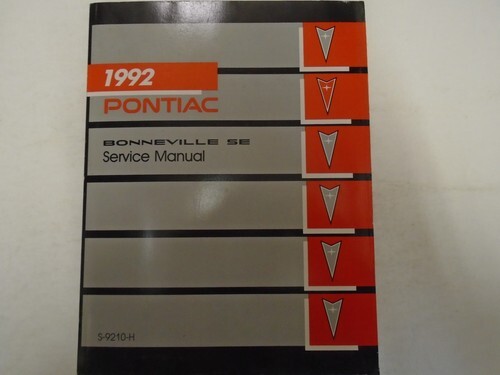 1992
PONTIAC
BONNEVILLE SE
Service Manual
S-9210-H